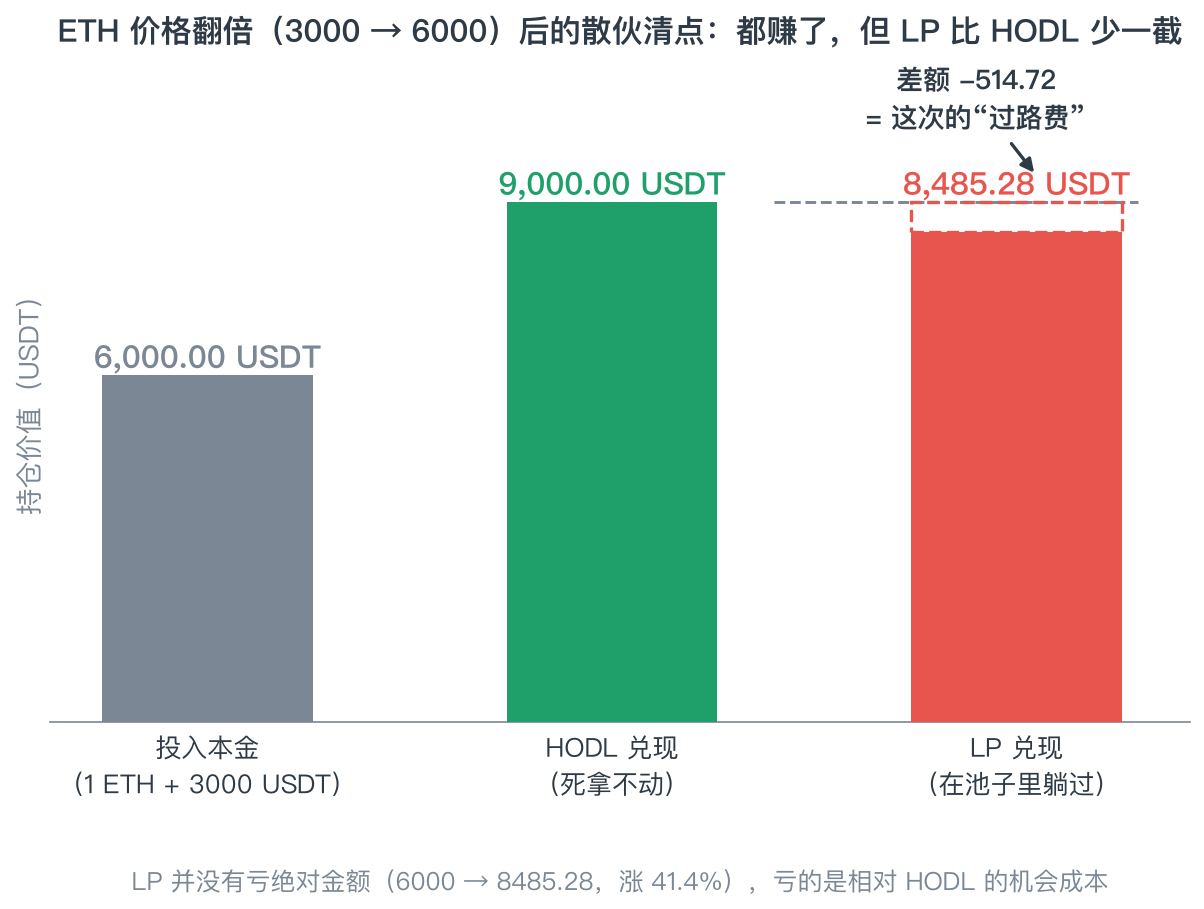 ETH 价格翻倍（3000 → 6000）后的散伙清点：都赚了，但 LP 比 HODL 少一截
差额 −514.72
= 这次的“过路费”
9,000.00 USDT
8,485.28 USDT
6,000.00 USDT
持仓价值（USDT）
投入本金
（1 ETH + 3000 USDT）
HODL 兑现
（死拿不动）
LP 兑现
（在池子里躺过）
LP 并没有亏绝对金额（6000 → 8485.28，涨 41.4%），亏的是相对 HODL 的机会成本